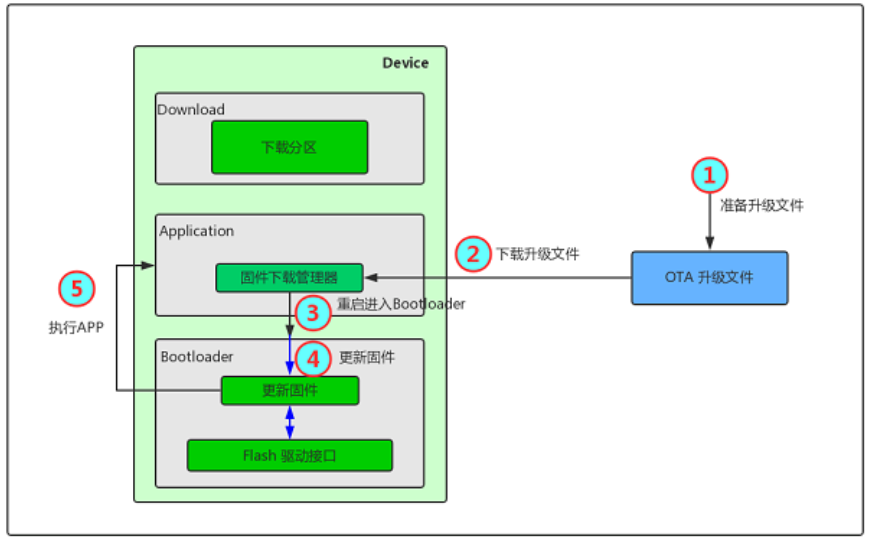 Device
Download
下载分区
1
准备升级文件
Application
2
下载升级文件
固件下载管理器
OTA 升级文件
5
执行APP
3
重启进入Bootloader
Bootloader
4
更新固件
更新固件
Flash 驱动接口